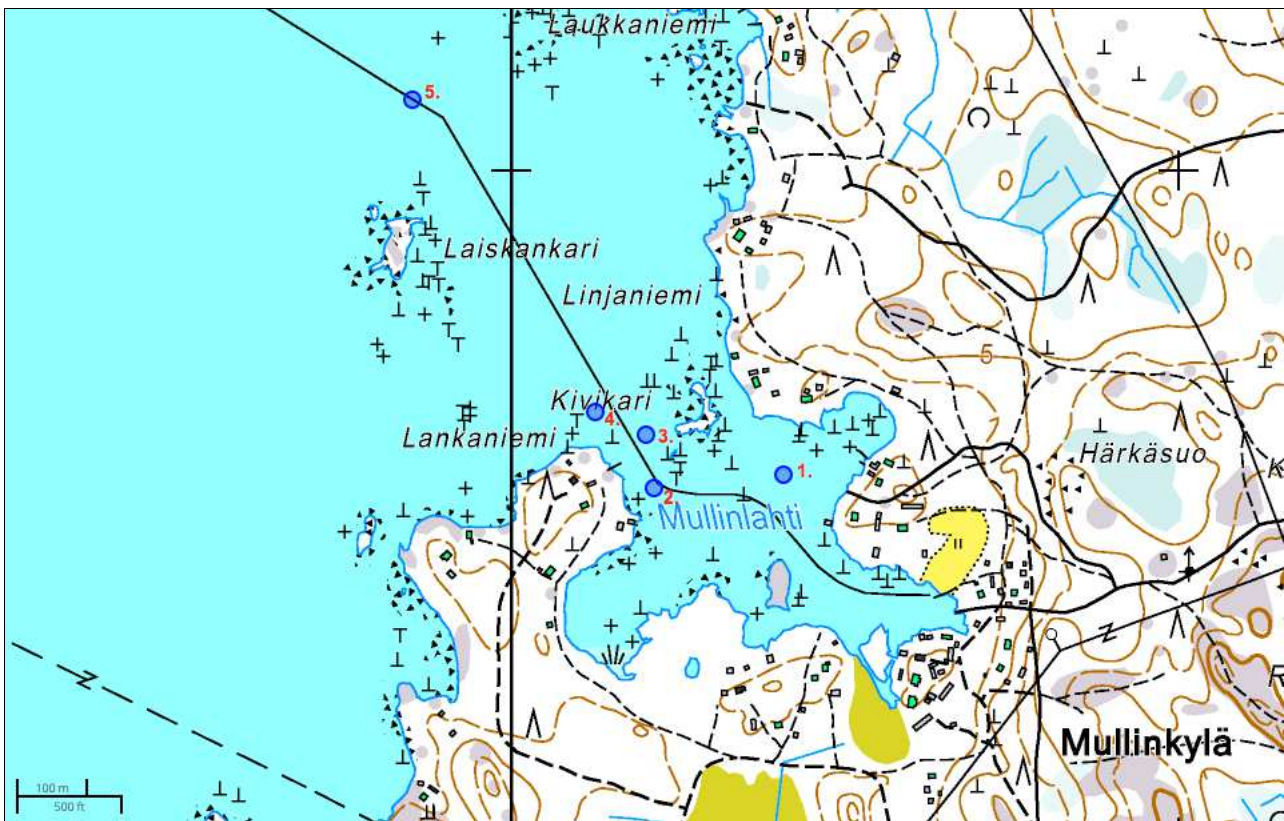 Laukkaniemi
5.
Laiskankari
Linjaniemi
5
Kivikari
4.
3.
Lankaniemi
1.
Härkäsuo
K
2.
Mullinlahti
Z
Z
R
Mullinkylä
100 m
500 ft